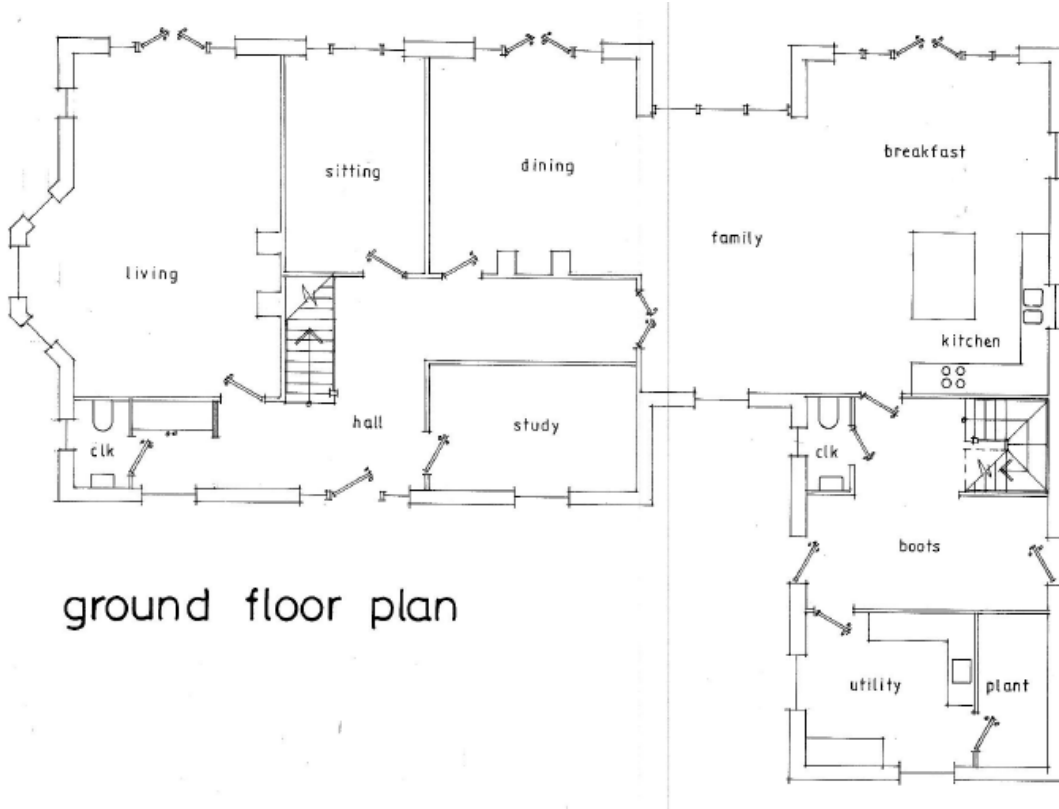 breakfast
sitting
dining
family
living
kitchen
hall
study
clk
clk
boots
ground floor plan
utility
plant